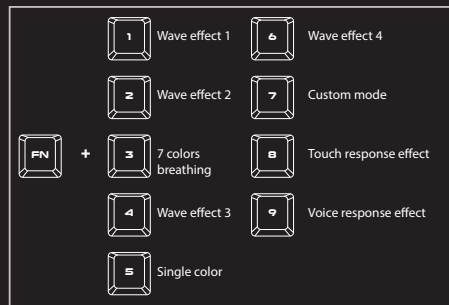 1 Wave effect 1
2 Wave effect 2
FN + 3 7 colors
breathing
4 Wave effect 3
5 Single color
6 Wave effect 4
7 Custom mode
8 Touch response effect
9 Voice response effect